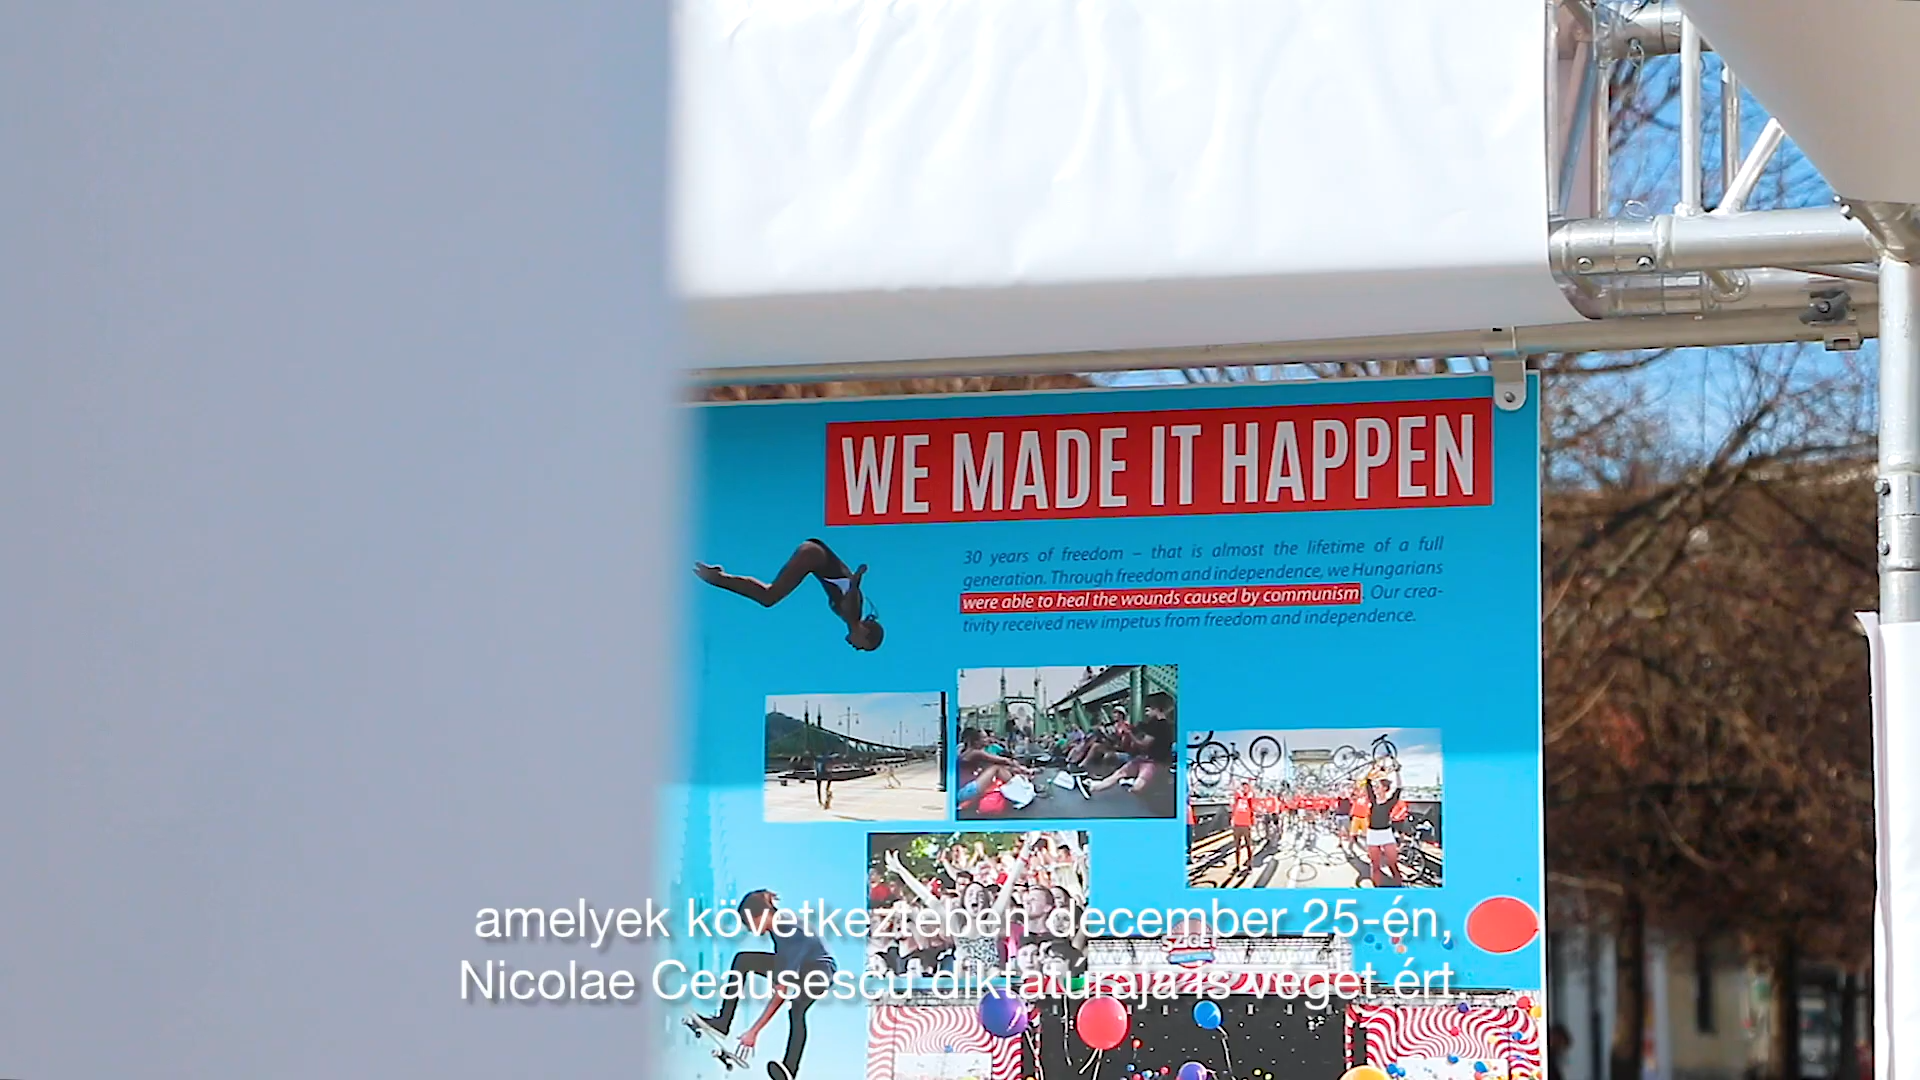 WE MADE IT HAPPEN
30 years of freedom – that is almost the lifetime of a full
generation. Through freedom and independence, we Hungarians
were able to heal the wounds caused by communism. Our crea-
tivity received new impetus from freedom and independence.
SZIGET
amelyek következtében december 25-én,
Nicolae Ceausescu diktatúrája is véget ért.